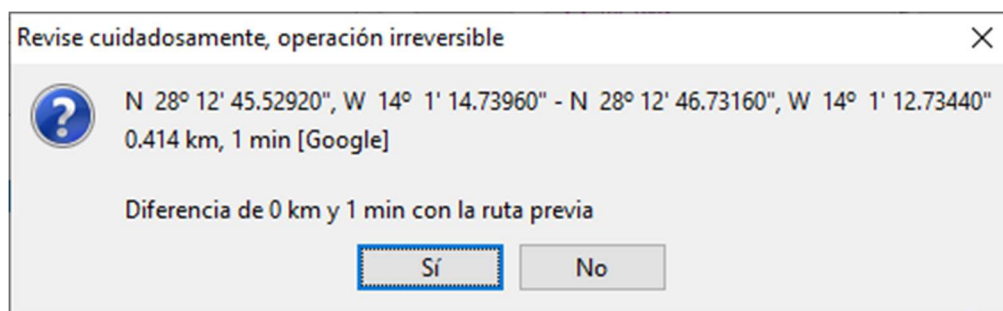 Revise cuidadosamente, operación irreversible
N 28º 12' 45.52920", W 14º 1' 14.73960" - N 28º 12' 46.73160", W 14º 1' 12.73440"
0.414 km, 1 min [Google]
Diferencia de 0 km y 1 min con la ruta previa
Sí No